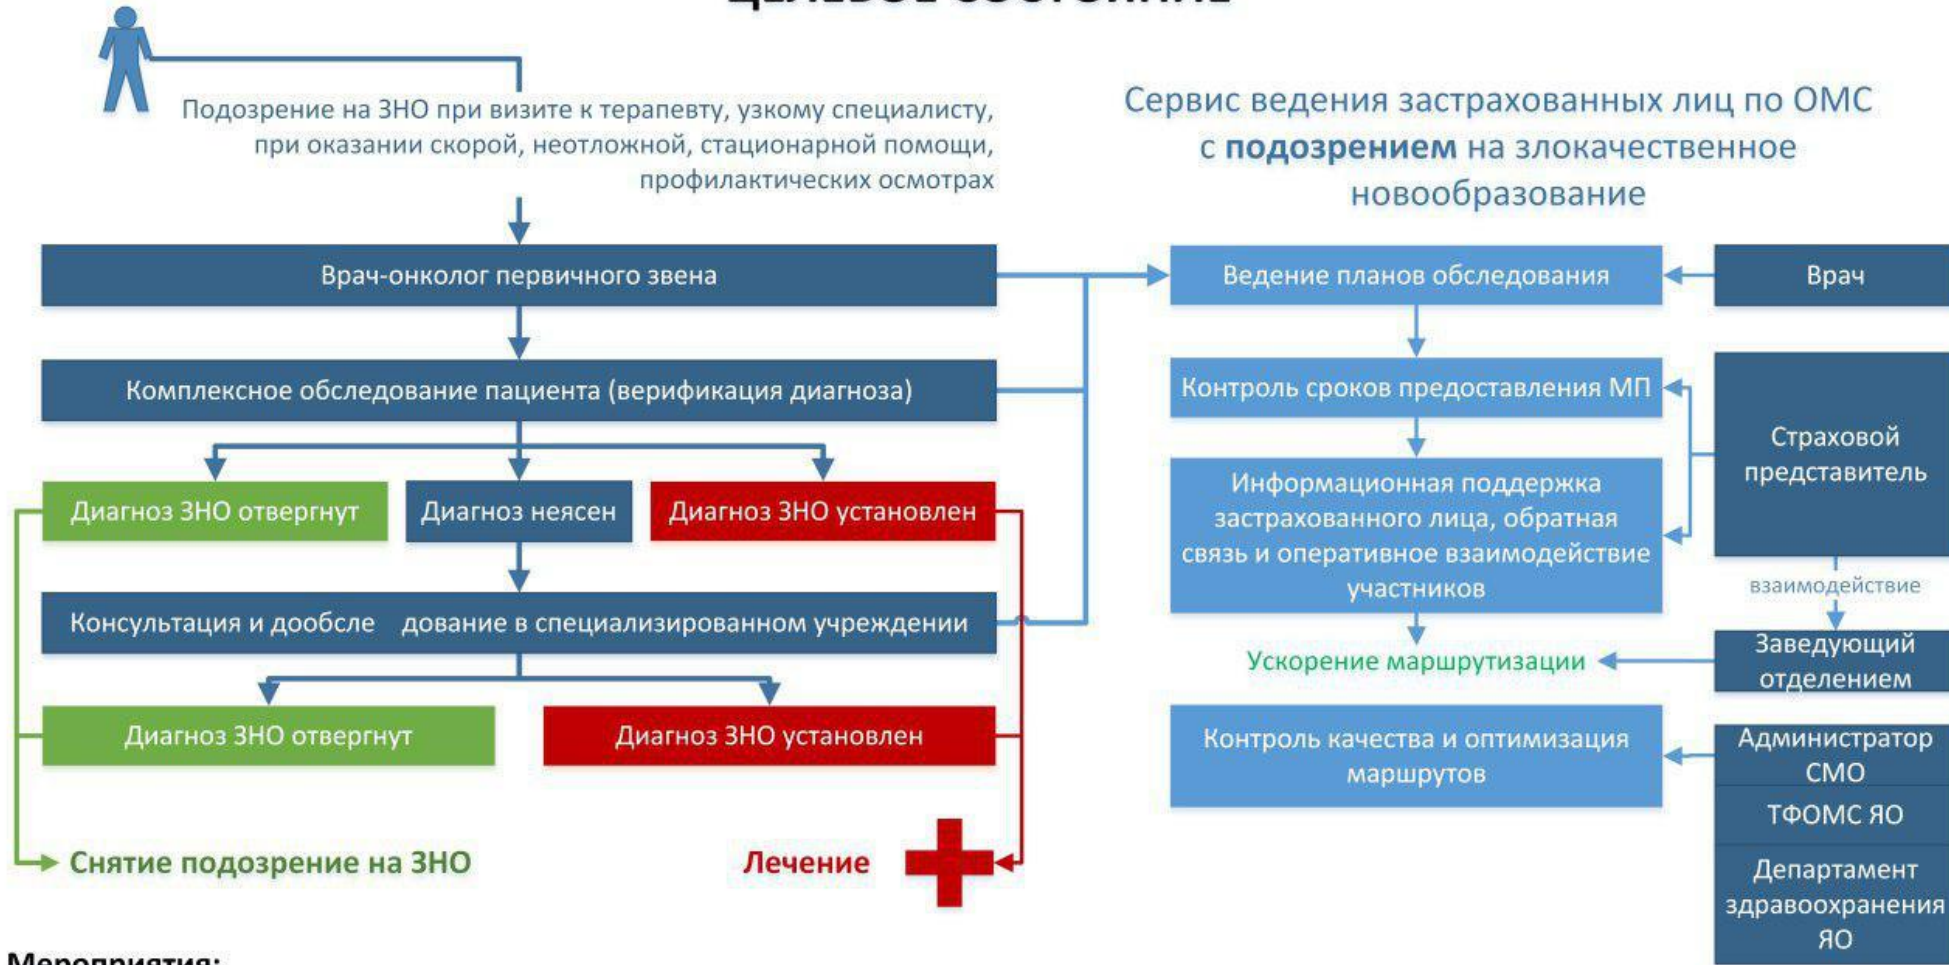 ЦЕЛЕВОЕ СОСТОЯНИЕ
Подозрение на ЗНО при визите к терапевту, узкому специалисту,
при оказании скорой, неотложной, стационарной помощи,
профилактических осмотрах
Врач-онколог первичного звена
Комплексное обследование пациента (верификация диагноза)
Диагноз ЗНО отвергнут
Диагноз неясен
Диагноз ЗНО установлен
Консультация и дообсле дование в специализированном учреждении
Диагноз ЗНО отвергнут
Диагноз ЗНО установлен
Снятие подозрение на ЗНО
Лечение
Сервис ведения застрахованных лиц по ОМС
с подозрением на злокачественное
новообразование
Ведение планов обследования
Врач
Контроль сроков предоставления МП
Страховой
представитель
Информационная поддержка
застрахованного лица, обратная
связь и оперативное взаимодействие
участников
взаимодействие
Ускорение маршрутизации
Заведующий
отделением
Контроль качества и оптимизация
маршрутов
Администратор
СМО
ТФОМС ЯО
Департамент
здравоохранения
ЯО
Мероприятия: